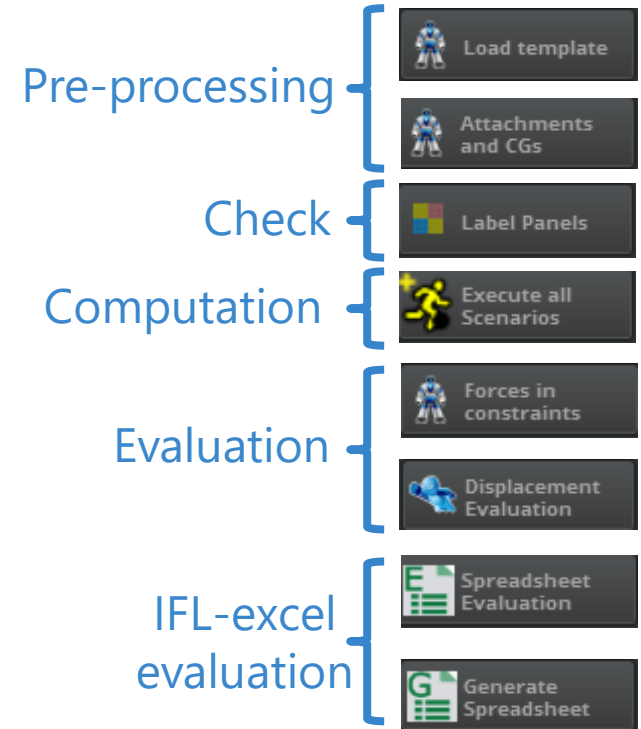 Pre-processing
Load template
Attachments
and CGs
Check
Label Panels
Computation
Execute all
Scenarios
Evaluation
Forces in
constraints
Displacement
Evaluation
IFL-excel
evaluation
E
Spreadsheet
Evaluation
G
Generate
Spreadsheet